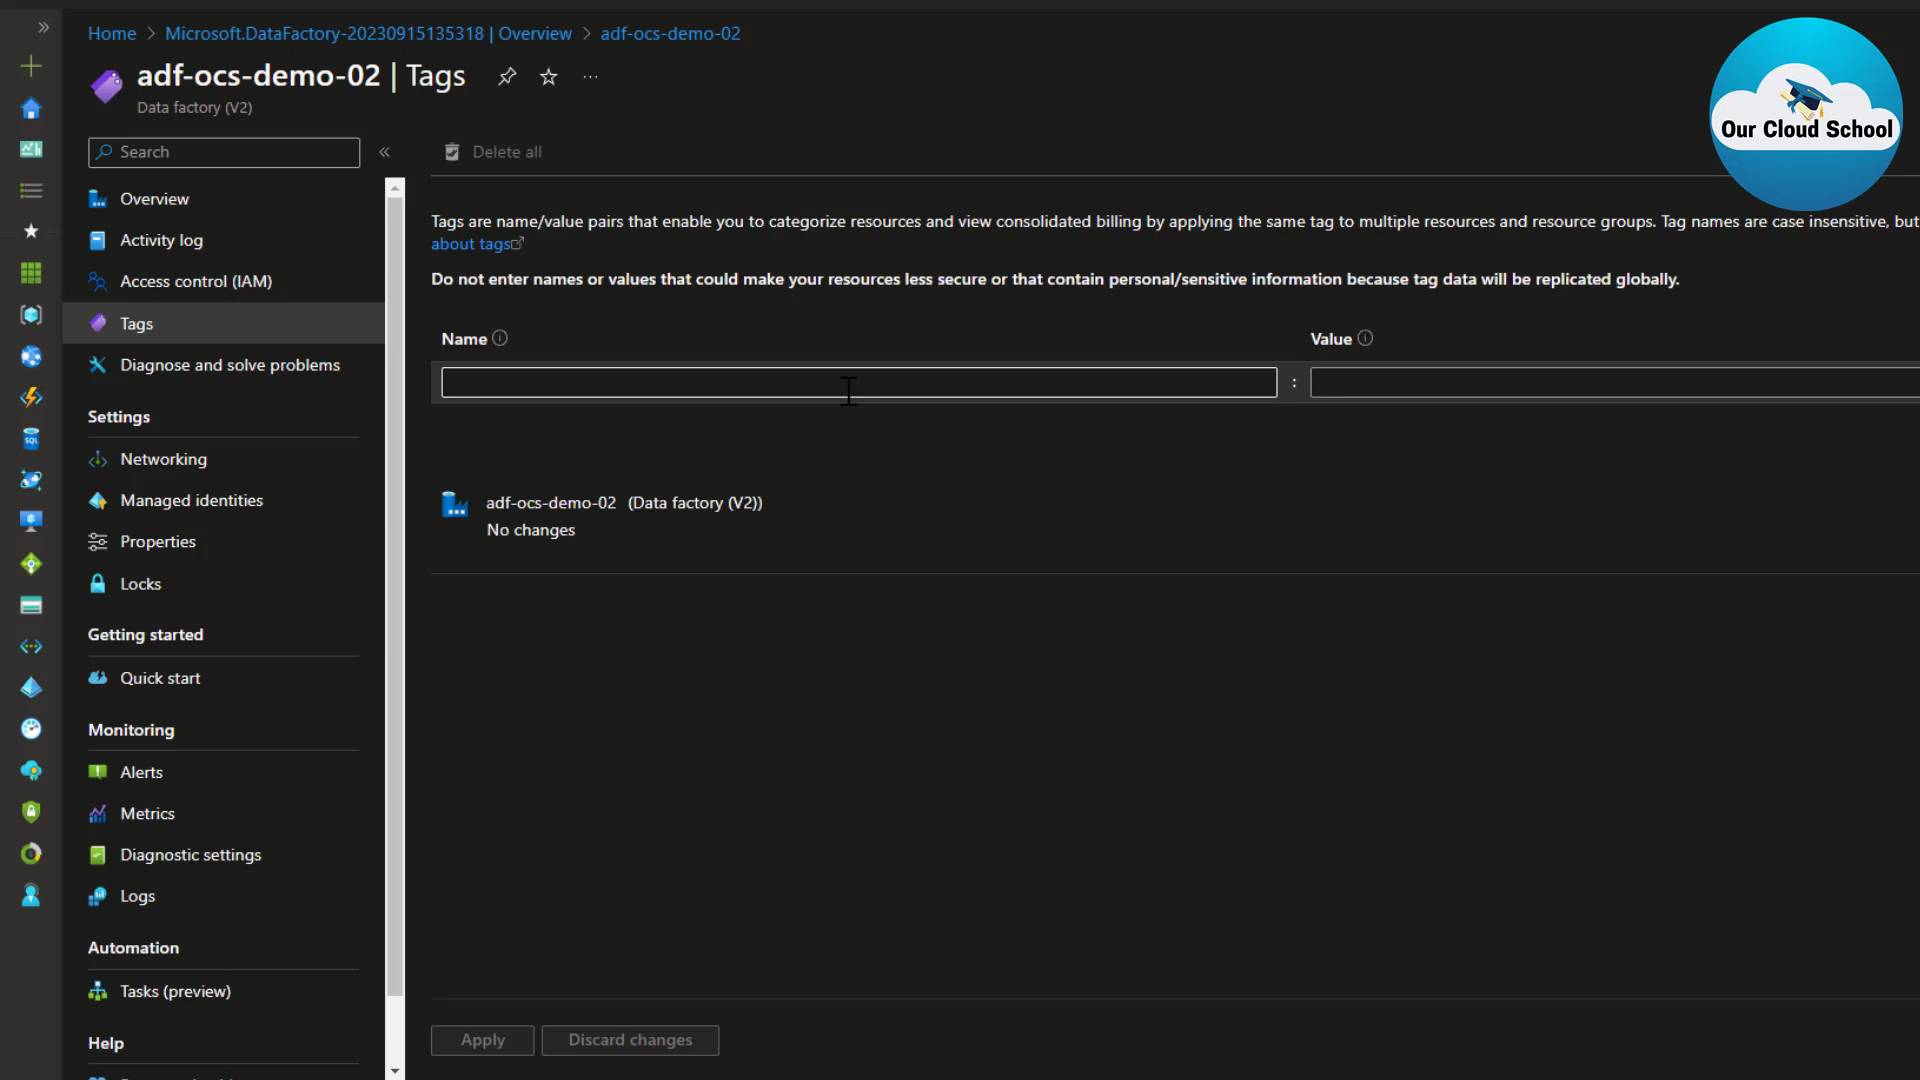 Home > Microsoft.DataFactory-20230915135318 | Overview > adf-ocs-demo-02
adf-ocs-demo-02 | Tags
Data factory (V2)
Our Cloud School
Search
Delete all
Overview
Activity log
Access control (IAM)
Tags
Diagnose and solve problems
Settings
Networking
Managed identities
Properties
Locks
Getting started
Quick start
Monitoring
Alerts
Metrics
Diagnostic settings
Logs
Automation
Tasks (preview)
Help
Tags are name/value pairs that enable you to categorize resources and view consolidated billing by applying the same tag to multiple resources and resource groups. Tag names are case insensitive, but
about tags
Do not enter names or values that could make your resources less secure or that contain personal/sensitive information because tag data will be replicated globally.
Name Value
:
adf-ocs-demo-02 (Data factory (V2))
No changes
Apply Discard changes